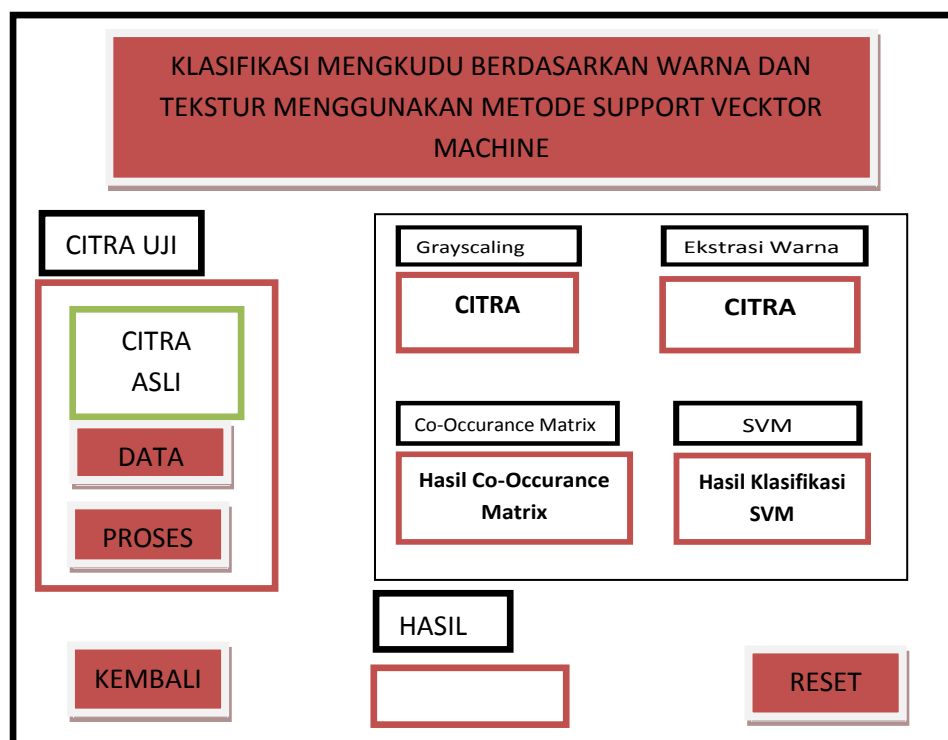 KLASIFIKASI MENGKUDU BERDASARKAN WARNA DAN
TEKSTUR MENGGUNAKAN METODE SUPPORT VECKTOR
MACHINE
CITRA UJI
CITRA
ASLI
DATA
PROSES
Grayscaling
CITRA
Ekstrasi Warna
CITRA
Co-Occurance Matrix
Hasil Co-Occurance
Matrix
SVM
Hasil Klasifikasi
SVM
HASIL
KEMBALI
RESET